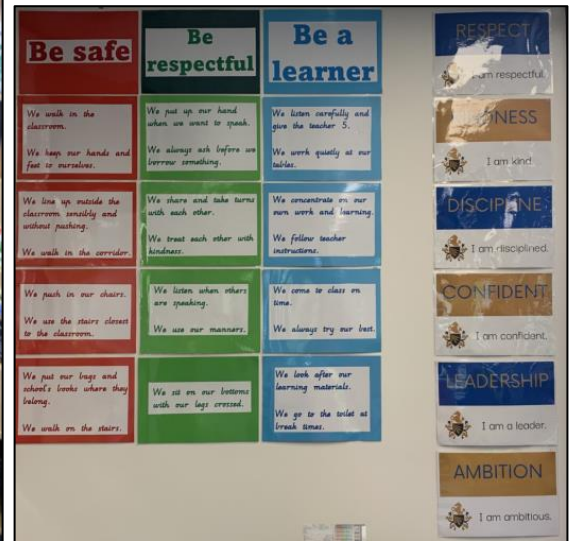 Be safe
We walk in the
classroom.
We keep our hands and
feet to ourselves.
We line up outside the
classroom sensibly and
without pushing.
We walk in the corridor.
We push in our chairs.
We use the stairs closest
to the classroom.
We put our bags and
school's books where they
belong.
We walk on the stairs.
Be
respectful
We put up our hand
when we want to speak.
We always ask before we
borrow something.
We share and take turns
with each other.
We treat each other with
kindness.
We listen when others
are speaking.
We use our manners.
We sit on our bottoms
with our legs crossed.
Be a
learner
We listen carefully and
give the teacher 5.
We work quietly at our
tables.
We concentrate on our
own work and learning.
We follow teacher
instructions.
We come to class on
time.
We always try our best.
We look after our
learning materials.
We go to the toilet at
break times.
RESPECT
I am respectful.
I am kind.
DISCIPLINE
I am disciplined.
CONFIDENT
I am confident.
LEADERSHIP
I am a leader.
AMBITION
I am ambitious.